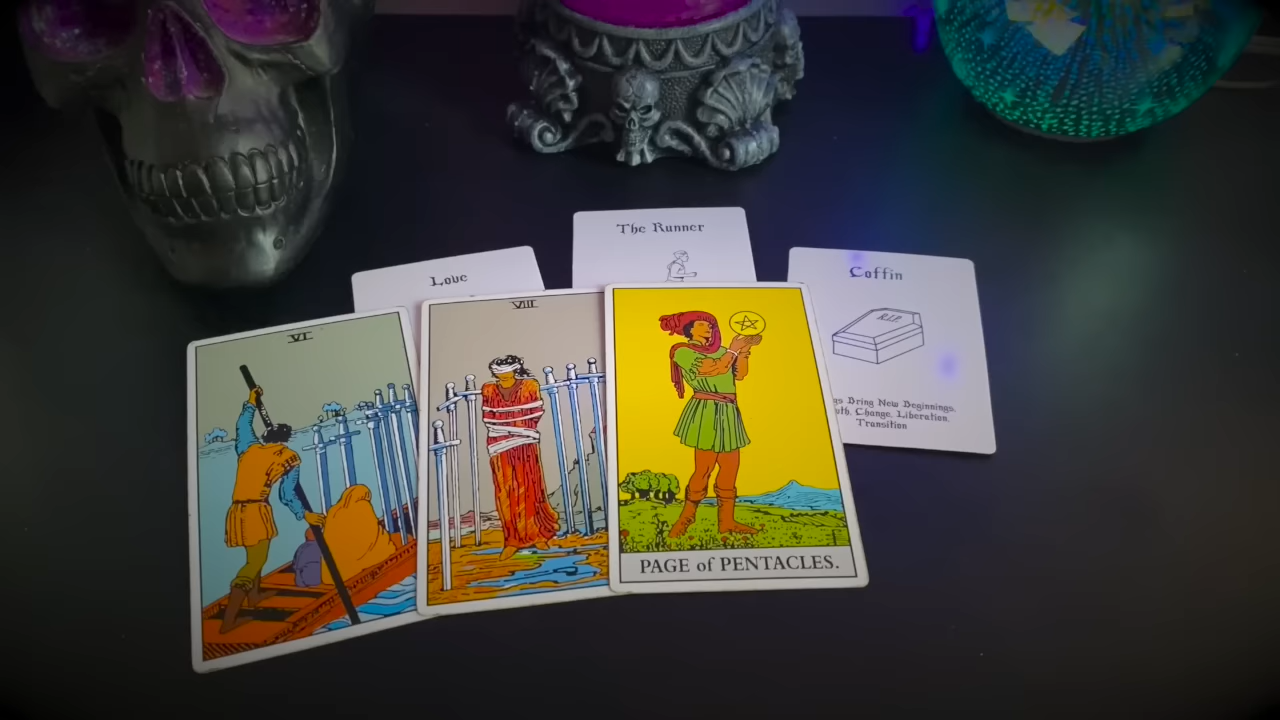 The Runner
Love
Coffin
R.I.P.
Bring New Beginnings.
Change, Liberation,
Transition
VI
VIII
PAGE of PENTACLES.